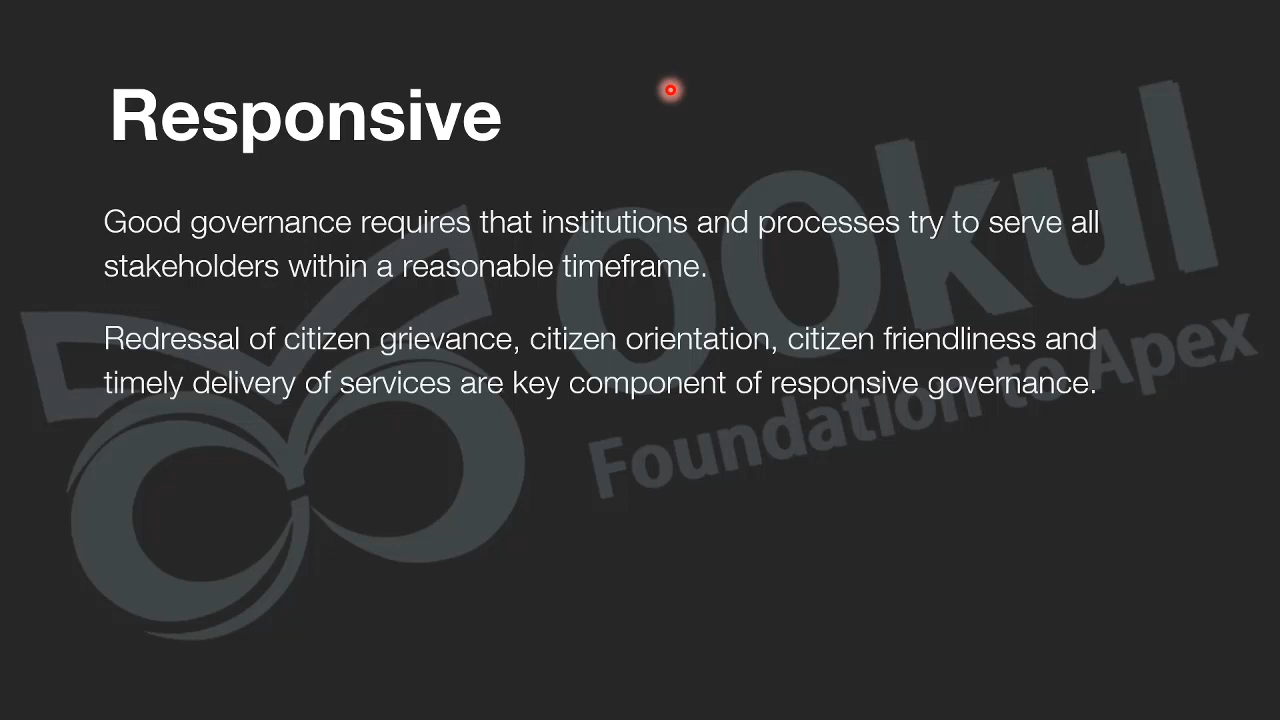 Responsive
Good governance requires that institutions and processes try to serve all
stakeholders within a reasonable timeframe.
Redressal of citizen grievance, citizen orientation, citizen friendliness and
timely delivery of services are key component of responsive governance.
OOkul
Foundation to Apex